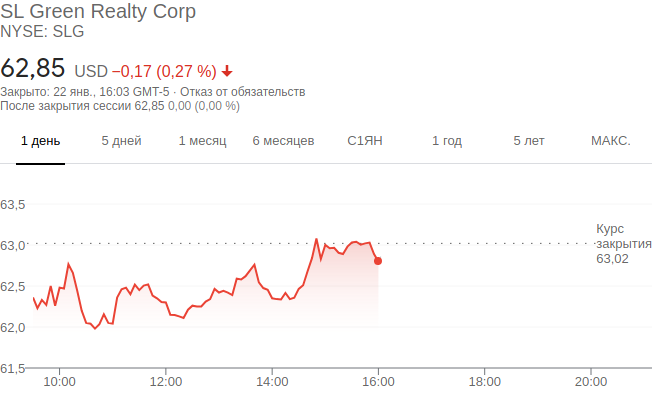 SL Green Realty Corp
NYSE: SLG
62,85 USD −0,17 (0,27 %)
Закрыто: 22 янв., 16:03 GMT-5 · Отказ от обязательств
После закрытия сессии 62,85 0,00 (0,00 %)
1 день 5 дней 1 месяц 6 месяцев С1ЯН 1 год 5 лет МАКС.
63,5
63,0
62,5
62,0
61,5
Курс
закрытия
63,02
10:00 12:00 14:00 16:00 18:00 20:00